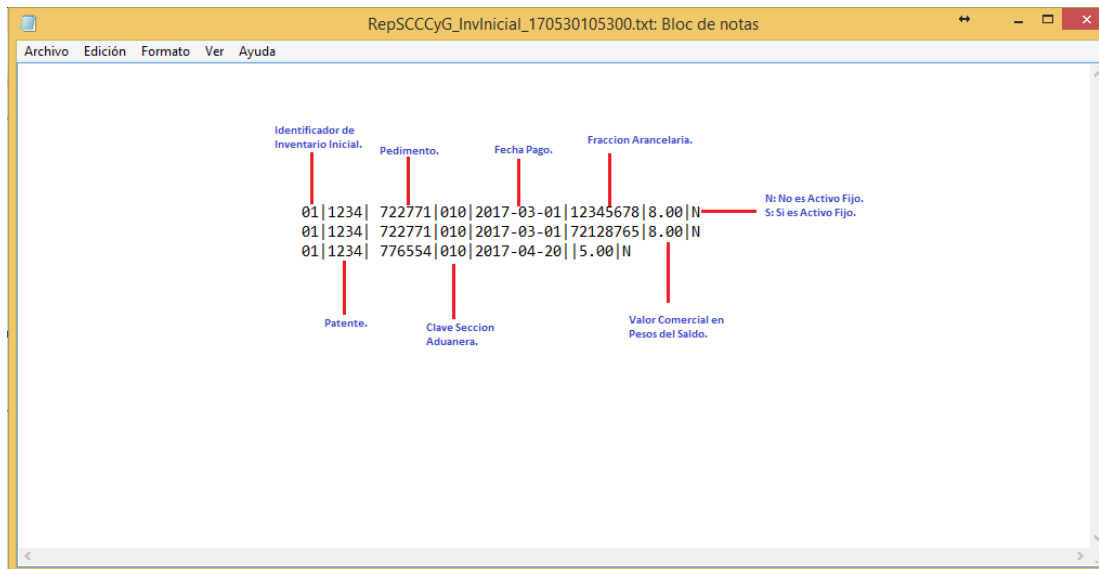 RepSCCCyG_InvInicial_170530105300.txt: Bloc de notas
Archivo Edición Formato Ver Ayuda
Identificador de
Inventario Inicial.
Pedimento.
Fecha Pago.
Fraccion Arancelaria.
N: No es Activo Fijo.
S: Si es Activo Fijo.
01|1234| 722771|010|2017-03-01|12345678|8.00|N
01|1234| 722771|010|2017-03-01|72128765|8.00|N
01|1234| 776554|010|2017-04-20||5.00|N
Patente.
Clave Seccion
Aduanera.
Valor Comercial en
Pesos del Saldo.